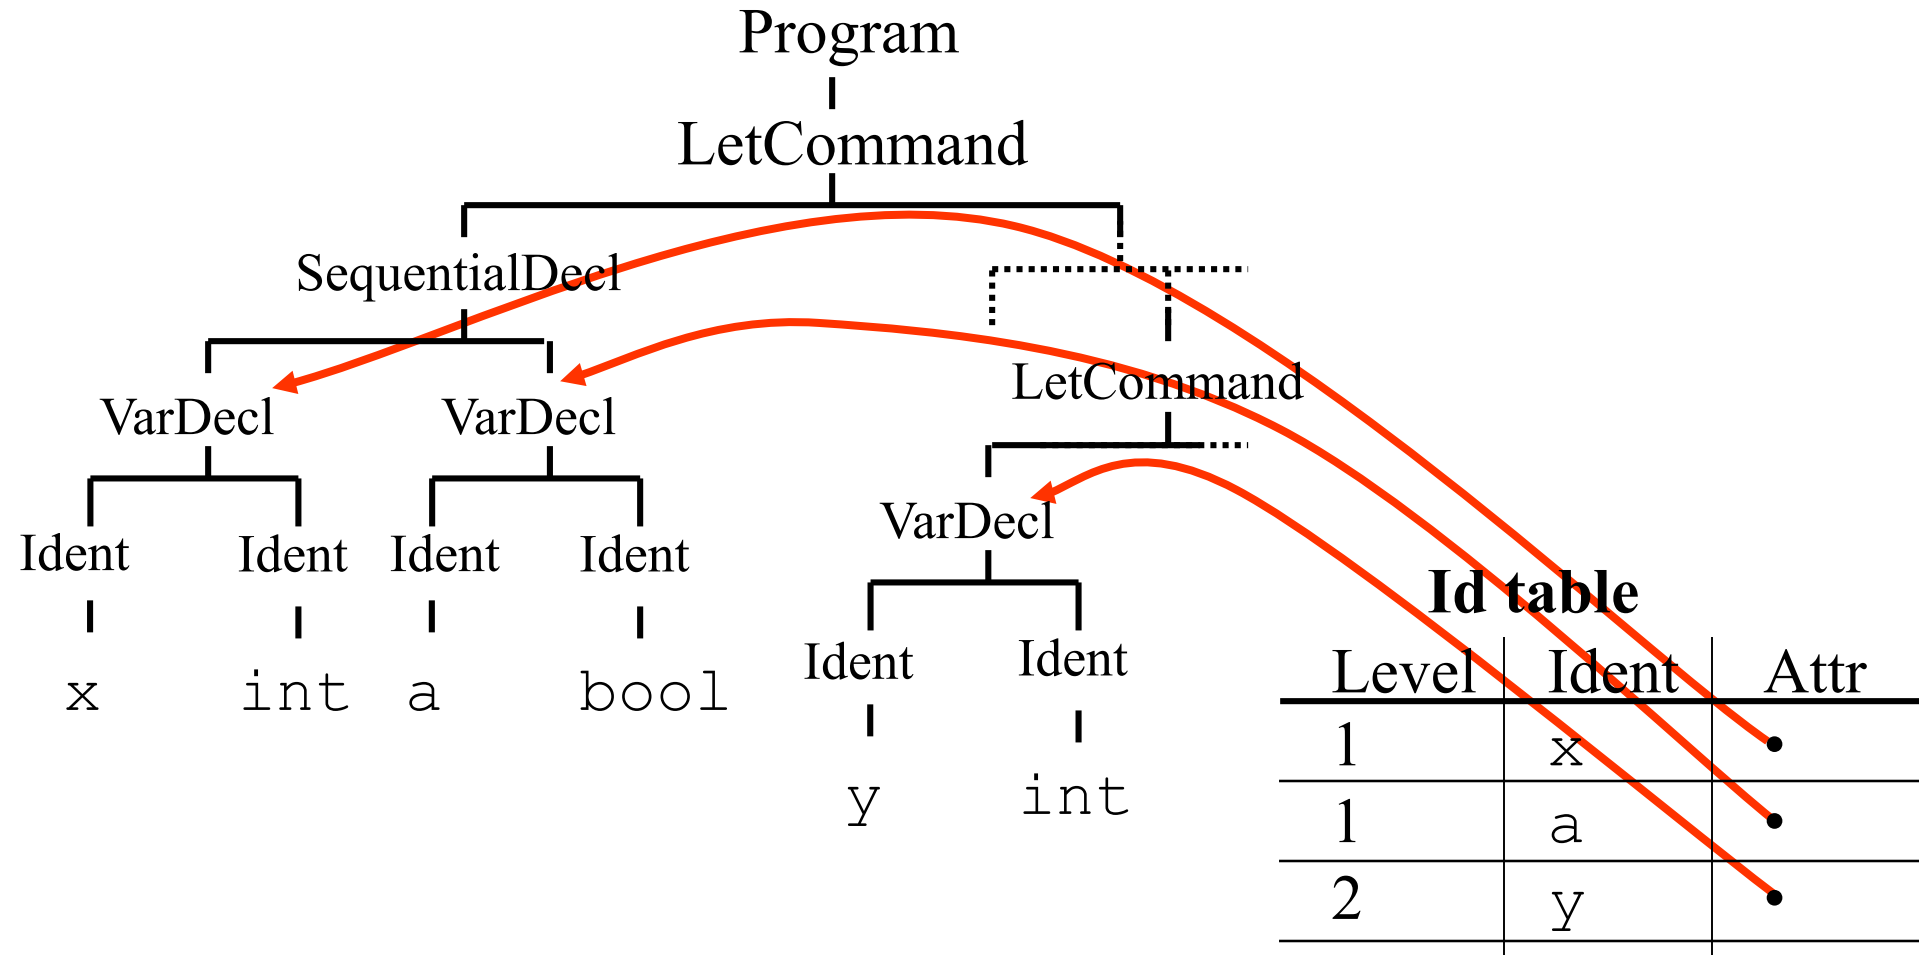 Program
LetCommand
SequentialDecl
LetCommand
VarDecl VarDecl
VarDecl
Ident Ident Ident Ident
Id table
Ident Ident
x int a bool
Level Ident Attr
1 x
y int
1 a
2 y